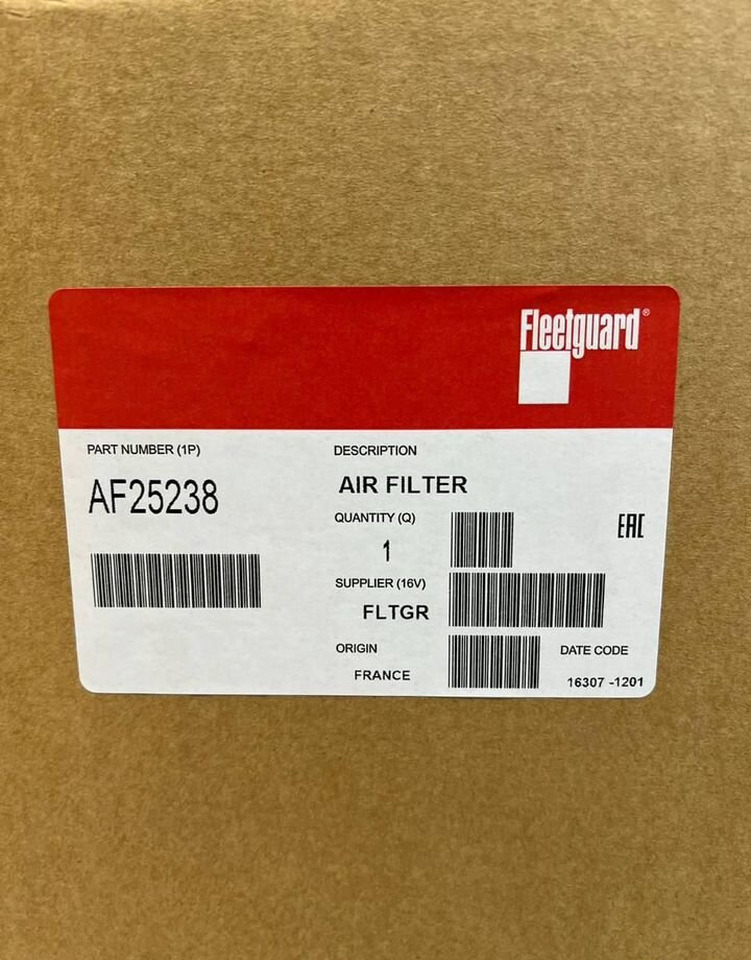 Fleetguard®
PART NUMBER (1P)
AF25238
DESCRIPTION
AIR FILTER
QUANTITY (Q)
1
EAC
SUPPLIER (16V)
FLTGR
ORIGIN
FRANCE
DATE CODE
16307 -1201